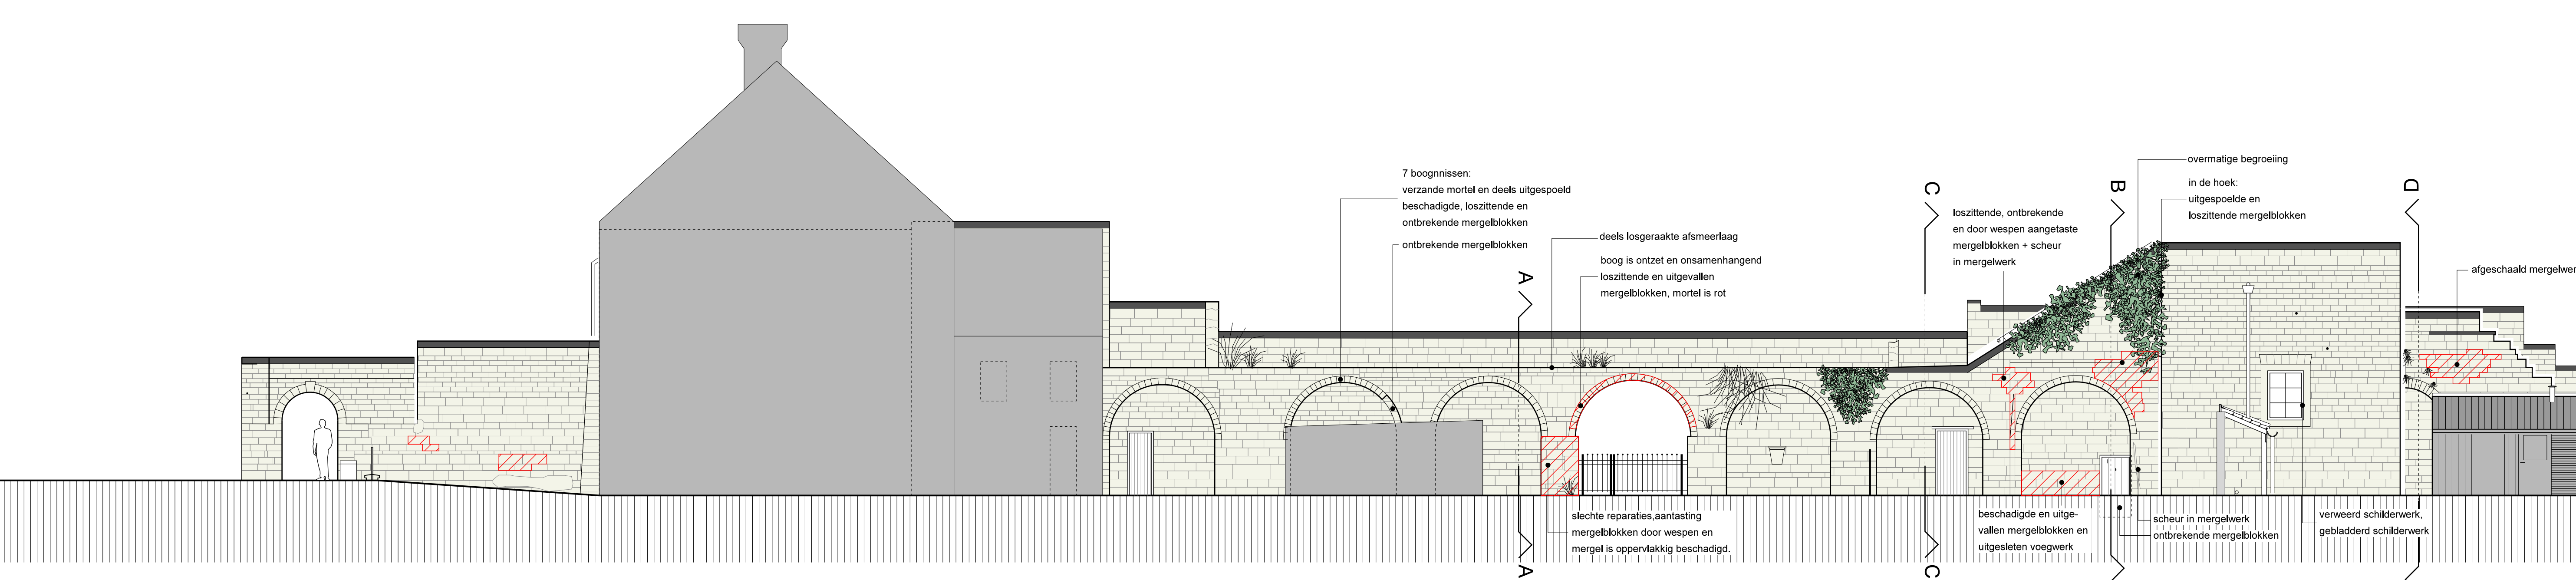 7 boognnissen:
verzande mortel en deels uitgespoeld
beschadigde, loszittende en
ontbrekende mergelblokken
ontbrekende mergelblokken
deels losgeraakte afsmeerlaag
boog is ontzet en onsamenhangend
loszittende en uitgevallen
mergelblokken, mortel is rot
A
C
loszittende, ontbrekende
en door wespen aangetaste
mergelblokken + scheur
in mergelwerk
B
overmatige begroeiing
in de hoek:
uitgespoelde en
loszittende mergelblokken
D
afgeschaald mergelwer
slechte reparaties,aantasting
mergelblokken door wespen en
mergel is oppervlakkig beschadigd.
A
C
beschadigde en uitge-
vallen mergelblokken en
uitgesleten voegwerk
scheur in mergelwerk
ontbrekende mergelblokken
verweerd schilderwerk,
gebladderd schilderwerk